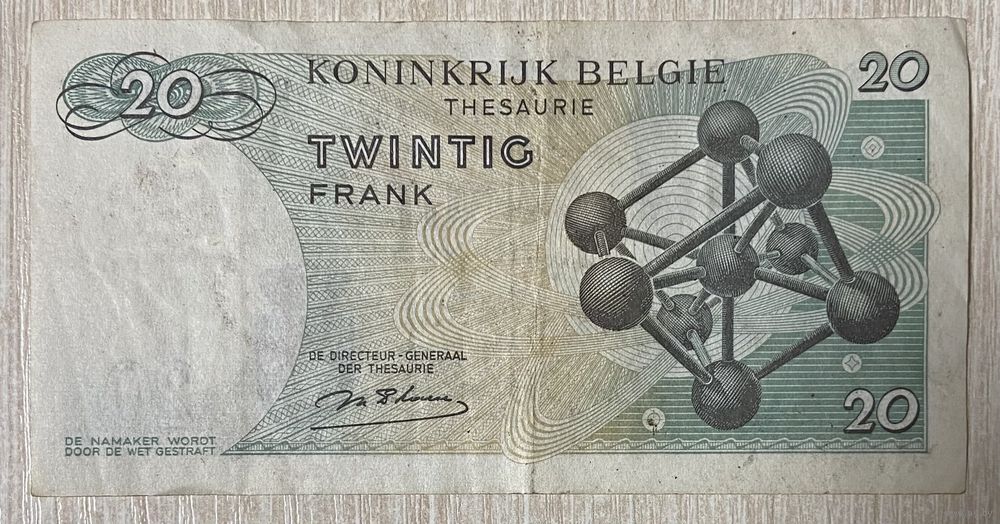 20
KONINKRIJK BELGIE
20
THESAURIE
TWINTIG
FRANK
DE DIRECTEUR-GENERAAL
DER THESAURIE
20
DE NAMAKER WORDT
DOOR DE WET GESTRAFT